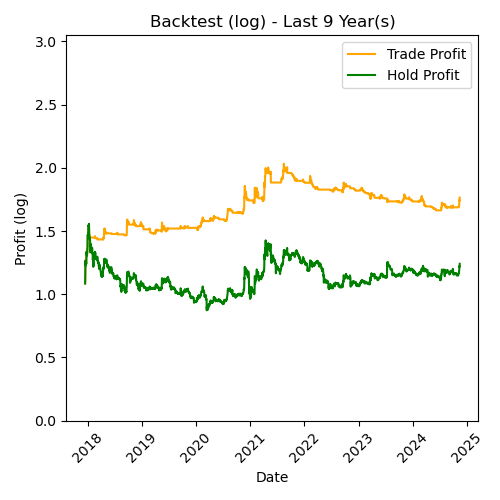 Backtest (log) - Last 9 Year(s)
Trade Profit
Hold Profit
Profit (log)
3.0
2.5
2.0
1.5
1.0
0.5
0.0
2018 2019 2020 2021 2022 2023 2024 2025
Date